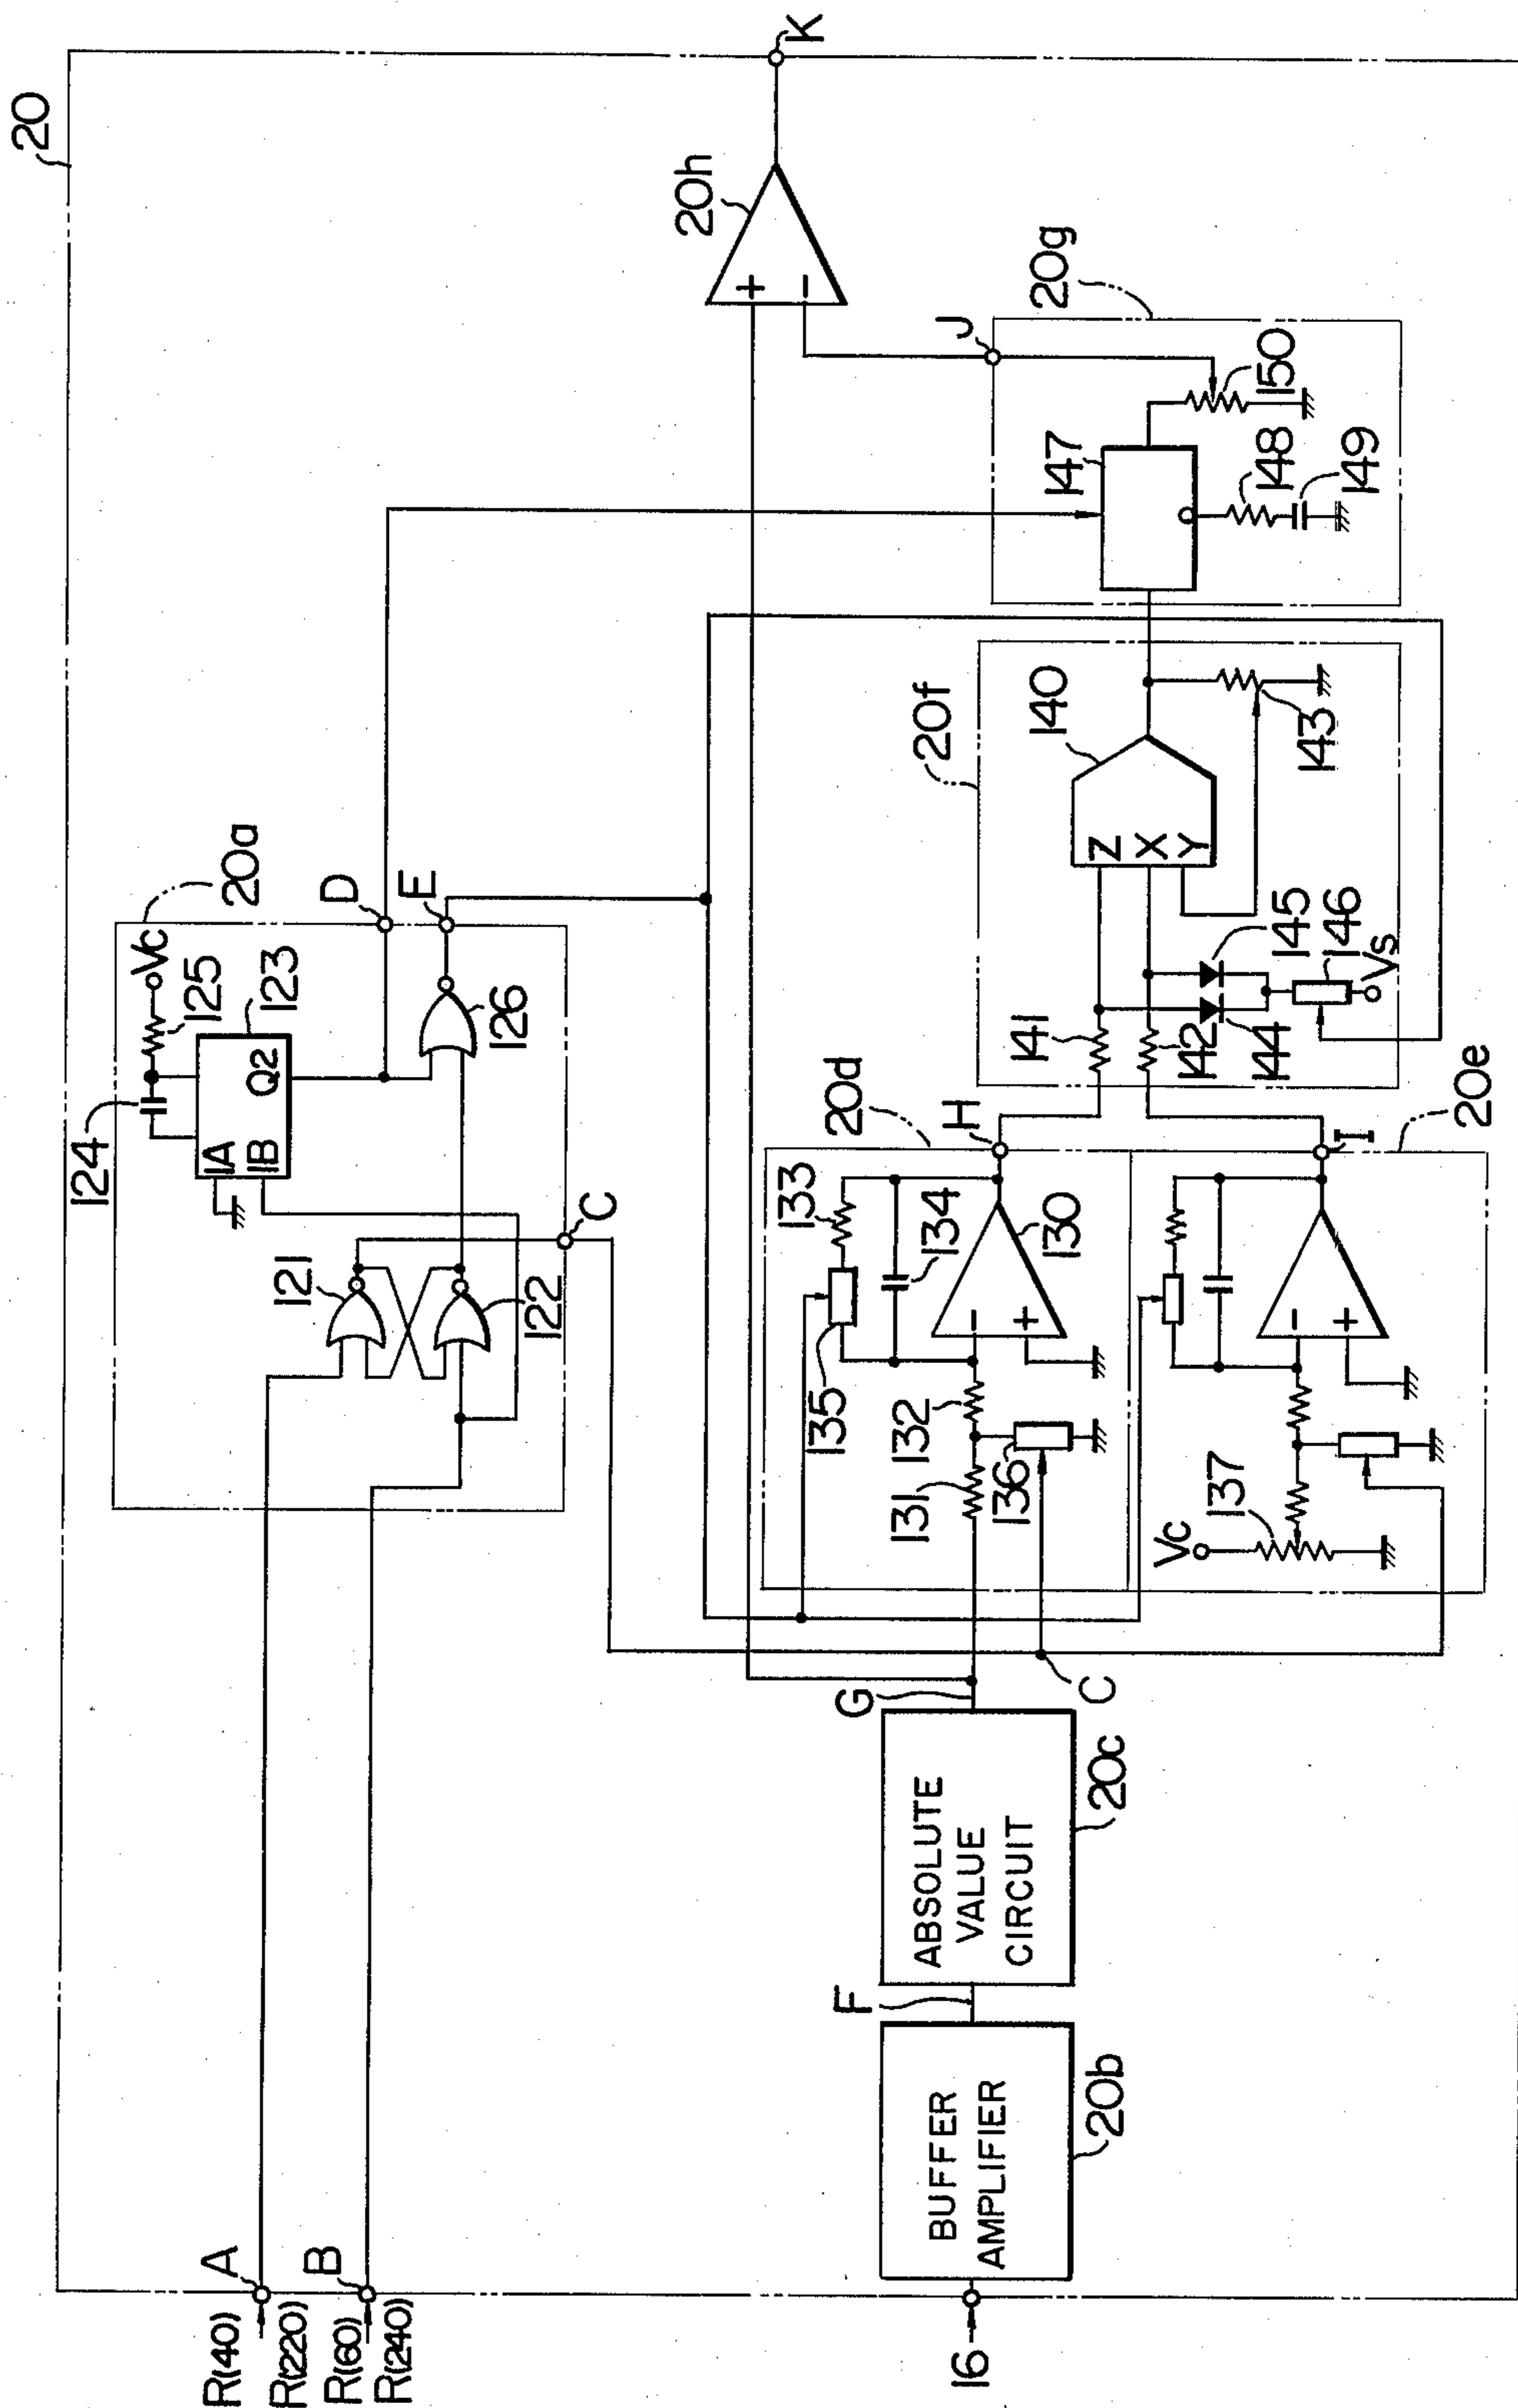 20
A
R(40)
R(220)
B
R(60)
R(240)
16
BUFFER
AMPLIFIER
20b
F
ABSOLUTE
VALUE
CIRCUIT
20c
G
C
20a
121
122
C
124
1A
1B
Q2
123
125
Vc
126
D
E
20d
131
132
133
134
135
136
130
-
+
H
20e
Vc
137
-
+
I
20f
141
142
144
145
146
Vs
Z
X
Y
140
143
20g
147
148
149
150
J
20h
+
-
K